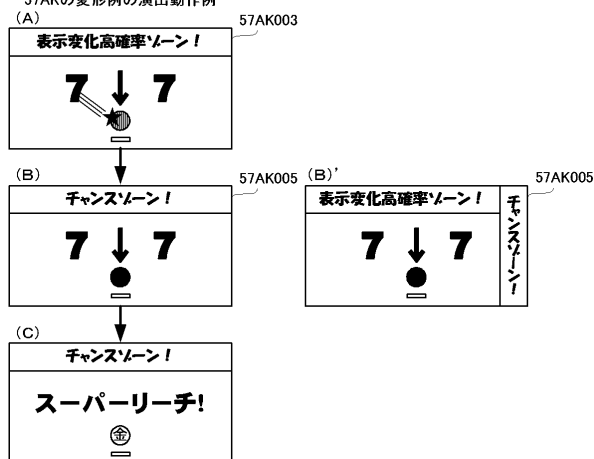 57AKの変形例の演出動作例
(A)
57AK003
表示変化高確率ゾーン！
7 ↓ 7
(B)
57AK005
チャンスゾーン！
7 ↓ 7
(B)'
57AK005
表示変化高確率ゾーン！
チャンスゾーン！
7 ↓ 7
(C)
チャンスゾーン！
スーパーリーチ!
金